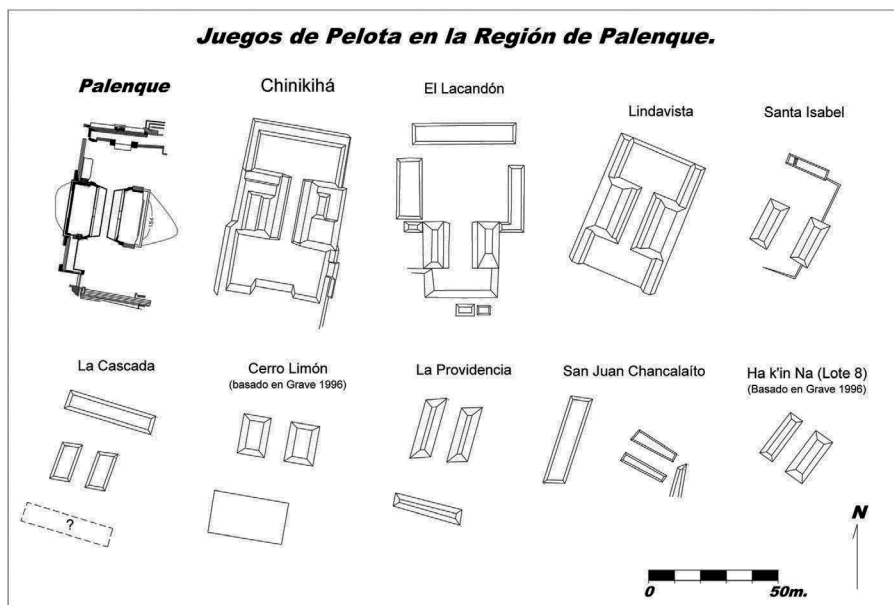 Juegos de Pelota en la Región de Palenque.
Palenque
Chinikihá
El Lacandón
Lindavista
Santa Isabel
La Cascada
Cerro Limón
(basado en Grave 1996)
La Providencia
San Juan Chancalaíto
Ha k'in Na (Lote 8)
(Basado en Grave 1996)
?
N
0
50m.